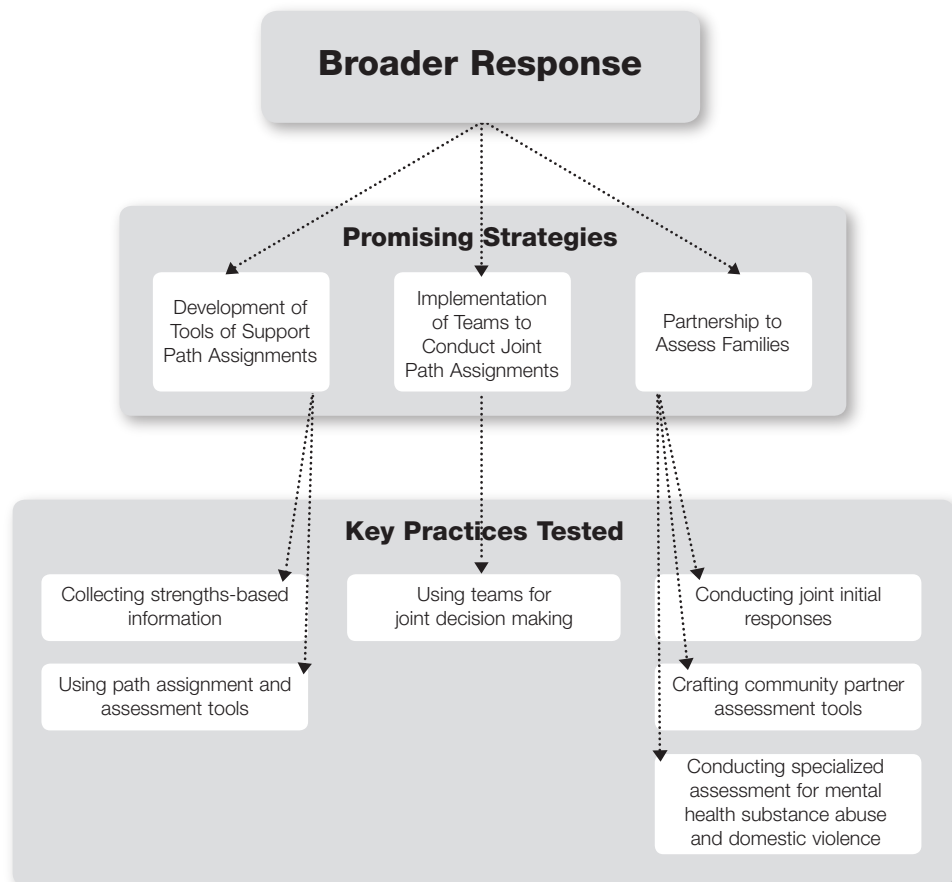 Broader Response
Promising Strategies
Development of
Tools of Support
Path Assignments
Implementation
of Teams to
Conduct Joint
Path Assignments
Partnership to
Assess Families
Key Practices Tested
Collecting strengths-based
information
Using teams for
joint decision making
Conducting joint initial
responses
Using path assignment and
assessment tools
Crafting community partner
assessment tools
Conducting specialized
assessment for mental
health substance abuse
and domestic violence